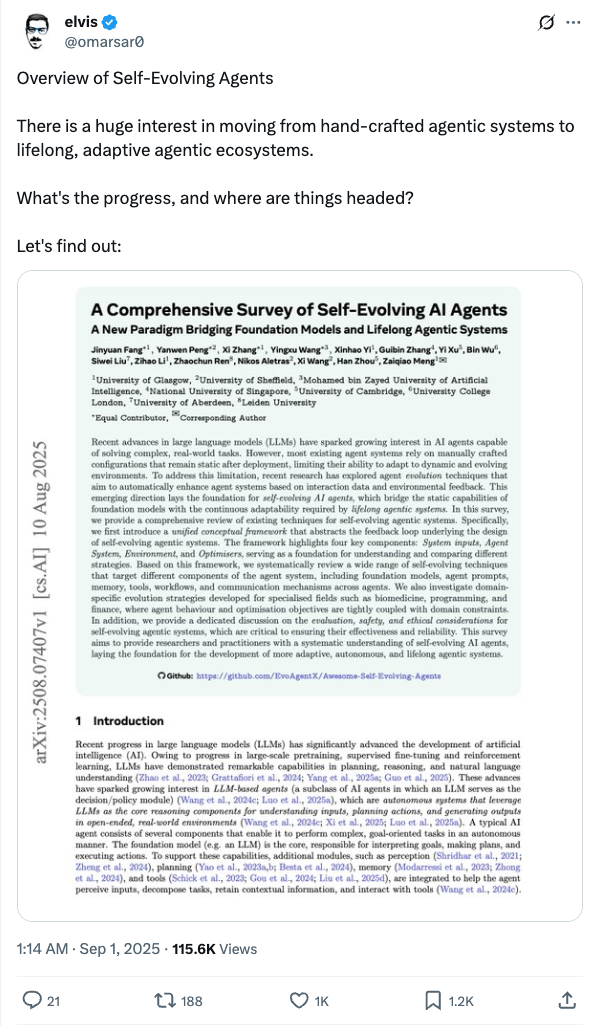 elvis
@omarsar0
Overview of Self-Evolving Agents
There is a huge interest in moving from hand-crafted agentic systems to
lifelong, adaptive agentic ecosystems.
What's the progress, and where are things headed?
Let's find out:
A Comprehensive Survey of Self-Evolving AI Agents
A New Paradigm Bridging Foundation Models and Lifelong Agentic Systems
Jinyuan Fang*¹, Yanwen Peng*², Xi Zhang*¹, Yingxu Wang*³, Xinhao Yi¹, Guibin Zhang⁴, Yi Xu⁵, Bin Wu⁶,
Siwei Liu⁷, Zihao Li¹, Zhaochun Ren⁸, Nikos Aletras², Xi Wang², Han Zhou⁵, Zaiqiao Meng¹✉
¹University of Glasgow, ²University of Sheffield, ³Mohamed bin Zayed University of Artificial
Intelligence, ⁴National University of Singapore, ⁵University of Cambridge, ⁶University College
London, ⁷University of Aberdeen, ⁸Leiden University
*Equal Contributor, ✉Corresponding Author
Recent advances in large language models (LLMs) have sparked growing interest in AI agents capable
of solving complex, real-world tasks. However, most existing agent systems rely on manually crafted
configurations that remain static after deployment, limiting their ability to adapt to dynamic and evolving
environments. To address this limitation, recent research has explored agent evolution techniques that
aim to automatically enhance agent systems based on interaction data and environmental feedback. This
emerging direction lays the foundation for self-evolving AI agents, which bridge the static capabilities of
foundation models with the continuous adaptability required by lifelong agentic systems. In this survey,
we provide a comprehensive review of existing techniques for self-evolving agentic systems. Specifically,
we first introduce a unified conceptual framework that abstracts the feedback loop underlying the design
of self-evolving agentic systems. The framework highlights four key components: System inputs, Agent
System, Environment, and Optimisers, serving as a foundation for understanding and comparing different
strategies. Based on this framework, we systematically review a wide range of self-evolving techniques
that target different components of the agent system, including foundation models, agent prompts,
memory, tools, workflows, and communication mechanisms across agents. We also investigate domain-
specific evolution strategies developed for specialised fields such as biomedicine, programming, and
finance, where agent behaviour and optimisation objectives are tightly coupled with domain constraints.
In addition, we provide a dedicated discussion on the evaluation, safety, and ethical considerations for
self-evolving agentic systems, which are critical to ensuring their effectiveness and reliability. This survey
aims to provide researchers and practitioners with a systematic understanding of self-evolving AI agents,
laying the foundation for the development of more adaptive, autonomous, and lifelong agentic systems.
Github: https://github.com/EvoAgentX/Awesome-Self-Evolving-Agents
arXiv:2508.07407v1 [cs.AI] 10 Aug 2025
1 Introduction
Recent progress in large language models (LLMs) has significantly advanced the development of artificial
intelligence (AI). Owing to progress in large-scale pretraining, supervised fine-tuning and reinforcement
learning, LLMs have demonstrated remarkable capabilities in planning, reasoning, and natural language
understanding (Zhao et al., 2023; Grattafiori et al., 2024; Yang et al., 2025a; Guo et al., 2025). These advances
have sparked growing interest in LLM-based agents (a subclass of AI agents in which an LLM serves as the
decision/policy module) (Wang et al., 2024c; Luo et al., 2025a), which are autonomous systems that leverage
LLMs as the core reasoning components for understanding inputs, planning actions, and generating outputs
in open-ended, real-world environments (Wang et al., 2024c; Xi et al., 2025; Luo et al., 2025a). A typical AI
agent consists of several components that enable it to perform complex, goal-oriented tasks in an autonomous
manner. The foundation model (e.g. an LLM) is the core, responsible for interpreting goals, making plans, and
executing actions. To support these capabilities, additional modules, such as perception (Shridhar et al., 2021;
Zheng et al., 2024), planning (Yao et al., 2023a,b; Besta et al., 2024), memory (Modarressi et al., 2023; Zhong
et al., 2024), and tools (Schick et al., 2023; Gou et al., 2024; Liu et al., 2025d), are integrated to help the agent
perceive inputs, decompose tasks, retain contextual information, and interact with tools (Wang et al., 2024c).
1:14 AM · Sep 1, 2025 · 115.6K Views
21 188 1K 1.2K